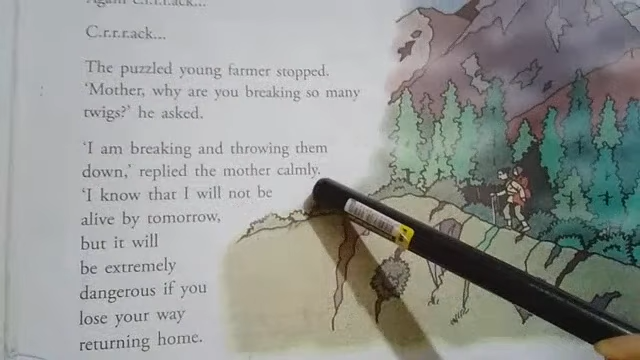 Again C.r.r.r.ack...
C.r.r.r.ack...
The puzzled young farmer stopped.
‘Mother, why are you breaking so many
twigs?’ he asked.
‘I am breaking and throwing them
down,’ replied the mother calmly.
‘I know that I will not be
alive by tomorrow,
but it will
be extremely
dangerous if you
lose your way
returning home.